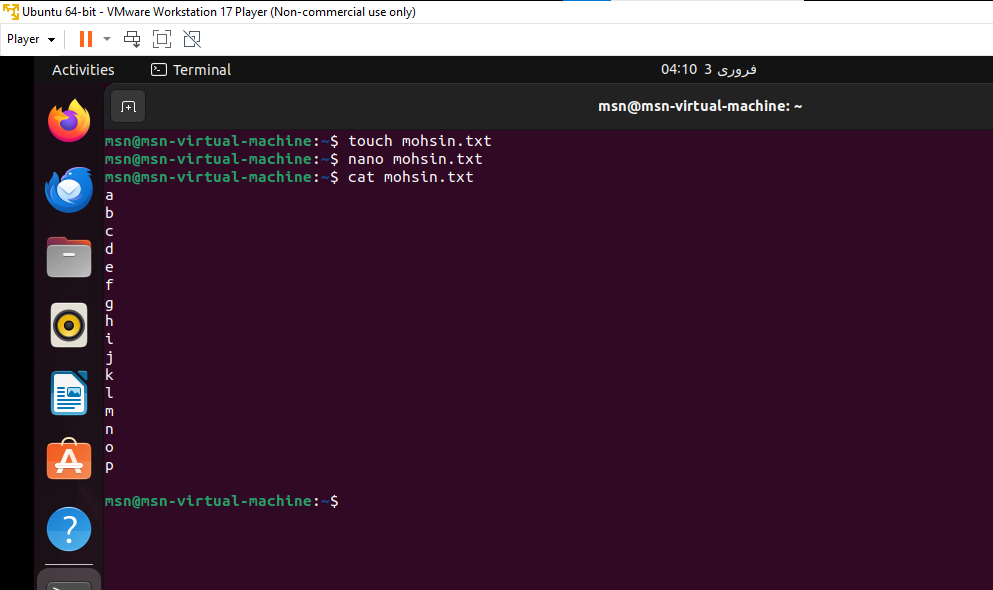 Ubuntu 64-bit - VMware Workstation 17 Player (Non-commercial use only)
Player
Activities
Terminal
04:10 3 فروری
msn@msn-virtual-machine: ~
msn@msn-virtual-machine:~$ touch mohsin.txt
msn@msn-virtual-machine:~$ nano mohsin.txt
msn@msn-virtual-machine:~$ cat mohsin.txt
a
b
c
d
e
f
g
h
i
j
k
l
m
n
o
p
msn@msn-virtual-machine:~$